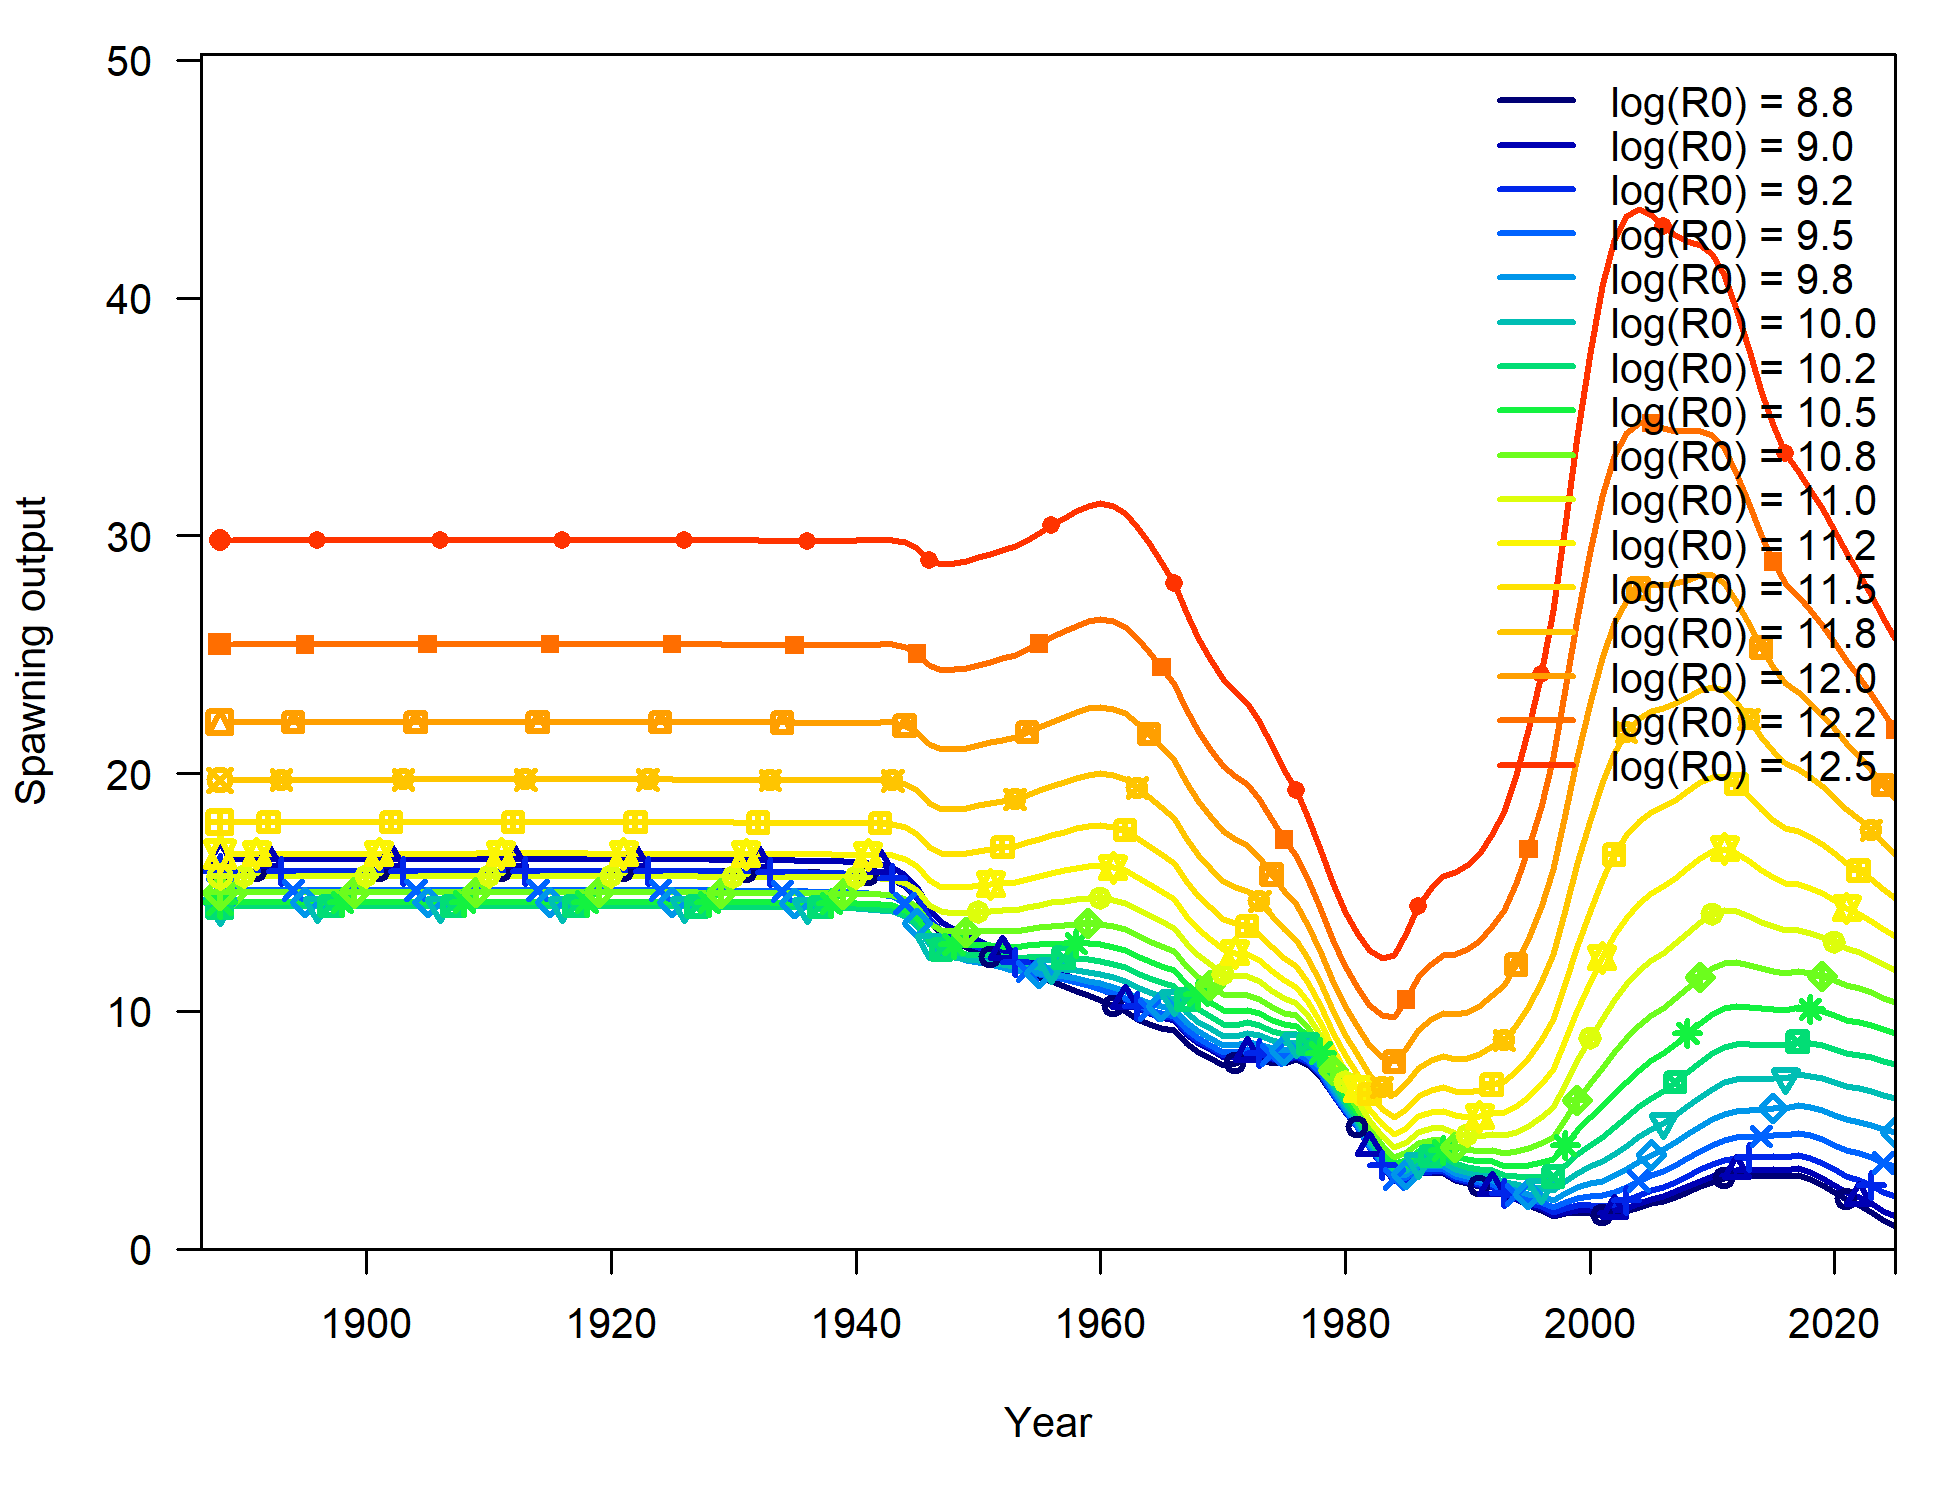 50
40
30
20
10
0
Spawning output
log(R0) = 8.8
log(R0) = 9.0
log(R0) = 9.2
log(R0) = 9.5
log(R0) = 9.8
log(R0) = 10.0
log(R0) = 10.2
log(R0) = 10.5
log(R0) = 10.8
log(R0) = 11.0
log(R0) = 11.2
log(R0) = 11.5
log(R0) = 11.8
log(R0) = 12.0
log(R0) = 12.2
log(R0) = 12.5
1900 1920 1940 1960 1980 2000 2020
Year